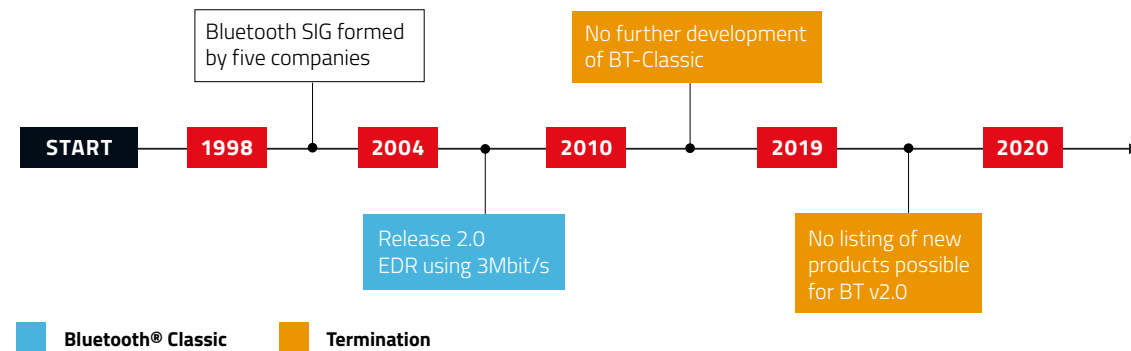 Bluetooth SIG formed
by five companies
No further development
of BT-Classic
START
1998
2004
2010
2019
2020
Release 2.0
EDR using 3Mbit/s
No listing of new
products possible
for BT v2.0
Bluetooth® Classic
Termination